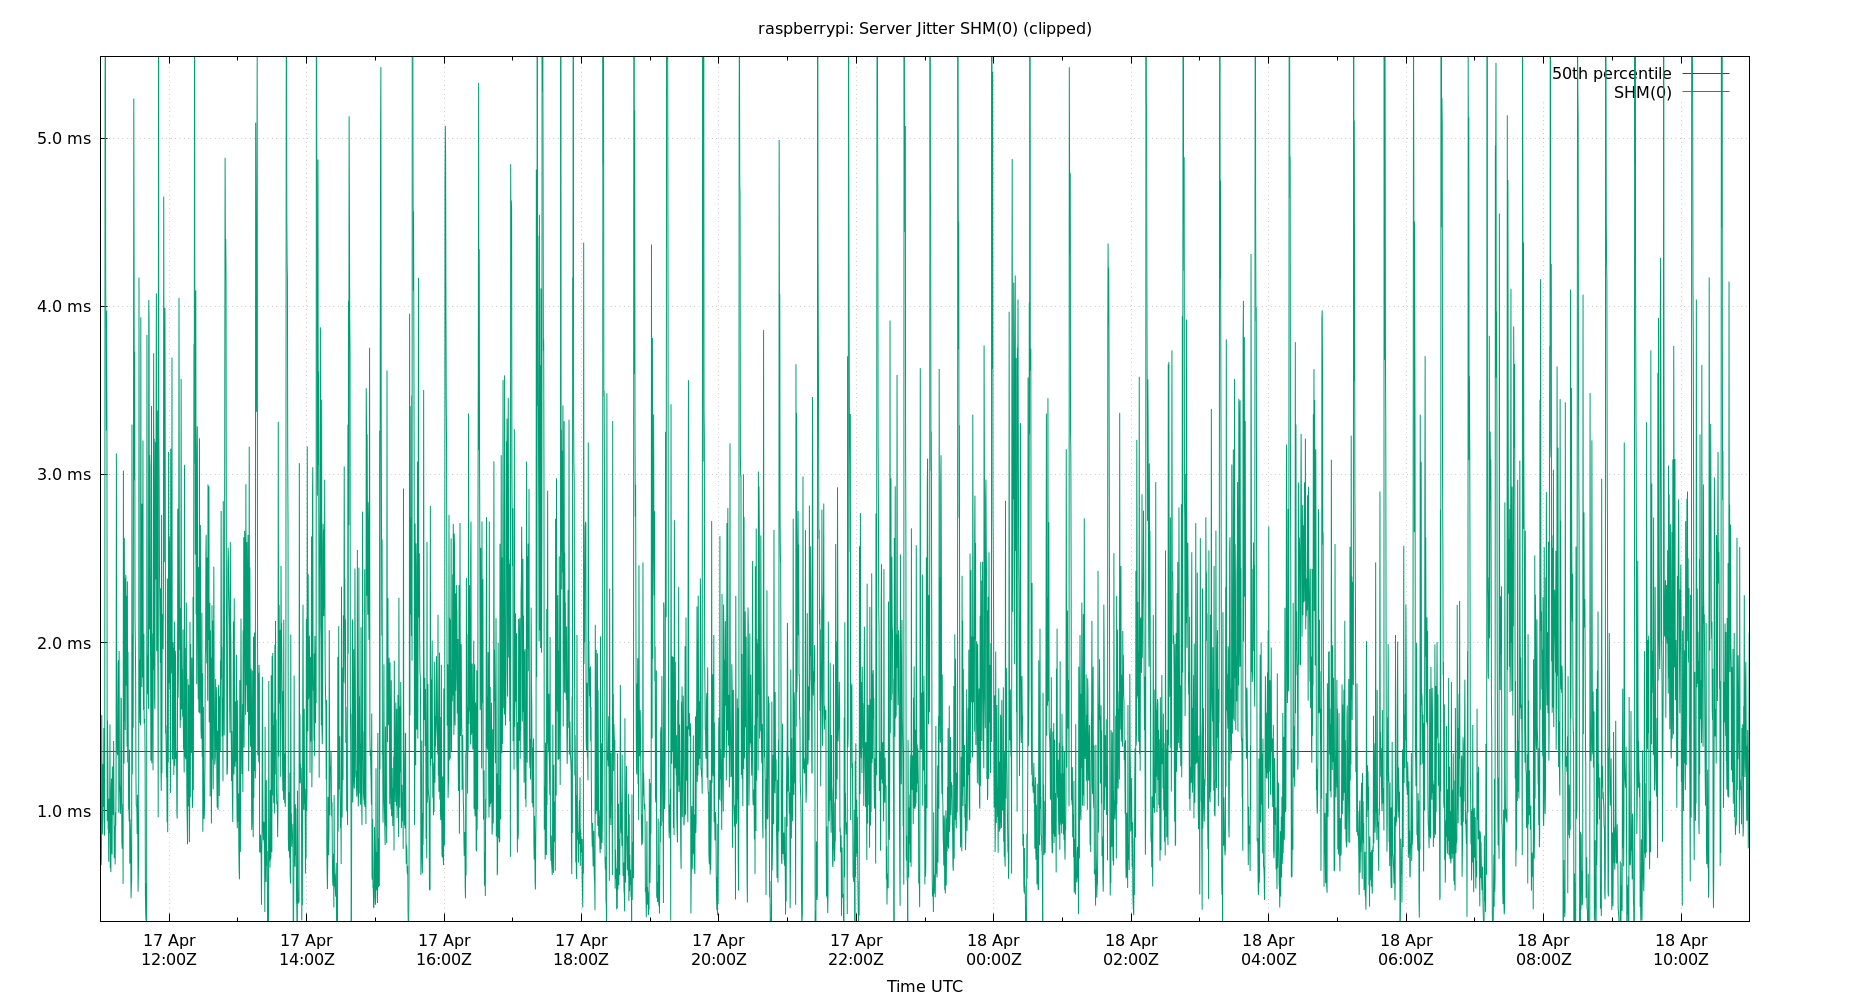 raspberrypi: Server Jitter SHM(0) (clipped)
50th percentile
SHM(0)
5.0 ms
4.0 ms
3.0 ms
2.0 ms
1.0 ms
17 Apr 17 Apr 17 Apr 17 Apr 17 Apr 17 Apr 18 Apr 18 Apr 18 Apr 18 Apr 18 Apr 18 Apr
12:00Z 14:00Z 16:00Z 18:00Z 20:00Z 22:00Z 00:00Z 02:00Z 04:00Z 06:00Z 08:00Z 10:00Z
Time UTC